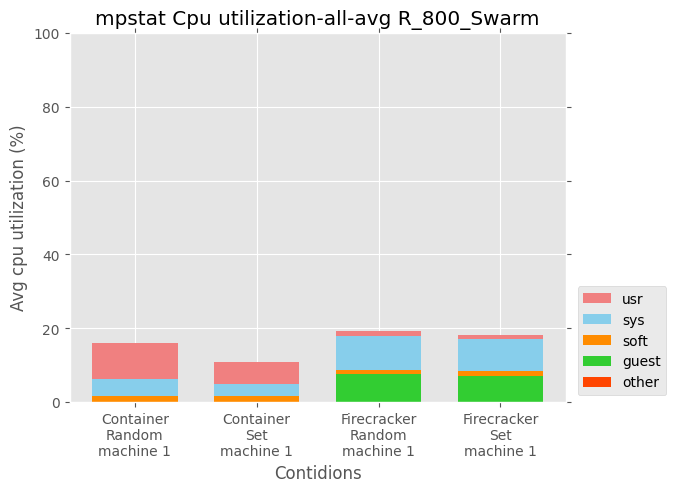 mpstat Cpu utilization-all-avg R_800_Swarm
Avg cpu utilization (%)
100
80
60
40
20
0
Container
Random
machine 1
Container
Set
machine 1
Firecracker
Random
machine 1
Firecracker
Set
machine 1
Contidions
usr
sys
soft
guest
other